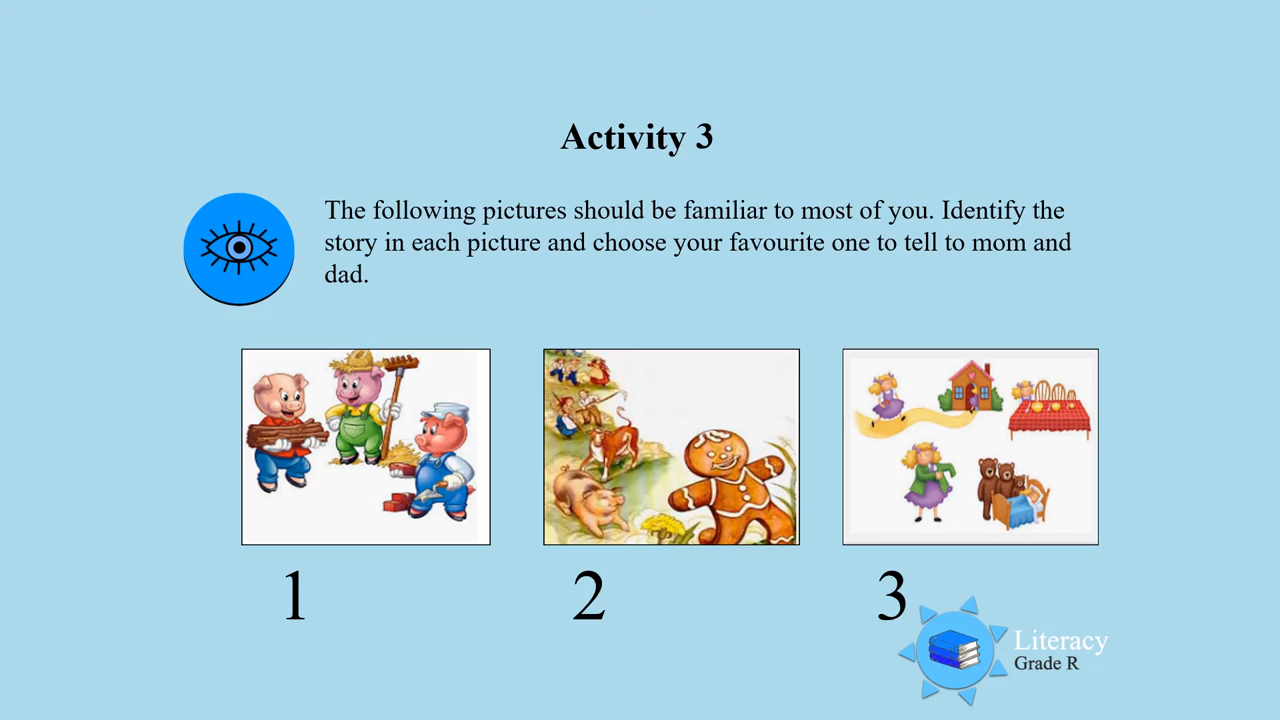 Activity 3
The following pictures should be familiar to most of you. Identify the
story in each picture and choose your favourite one to tell to mom and
dad.
1
2
3
Literacy
Grade R